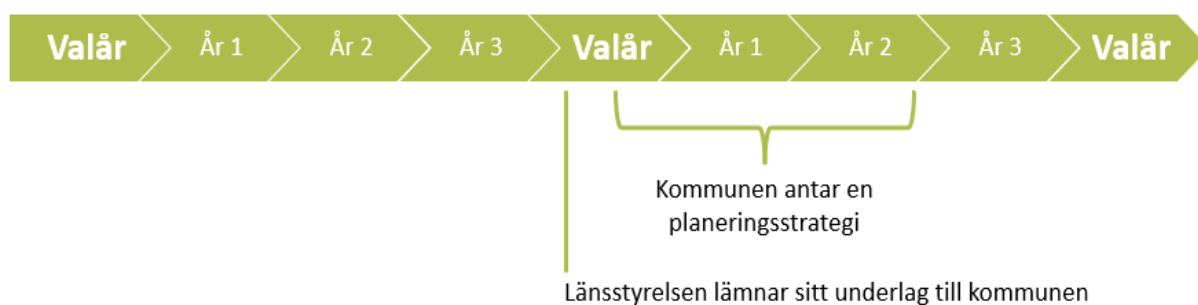 Valår År 1 År 2 År 3 Valår År 1 År 2 År 3 Valår
Kommunen antar en
planeringsstrategi
Länsstyrelsen lämnar sitt underlag till kommunen